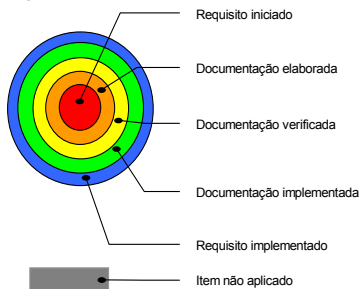 Requisito iniciado
Documentação elaborada
Documentação verificada
Documentação implementada
Requisito implementado
Item não aplicado